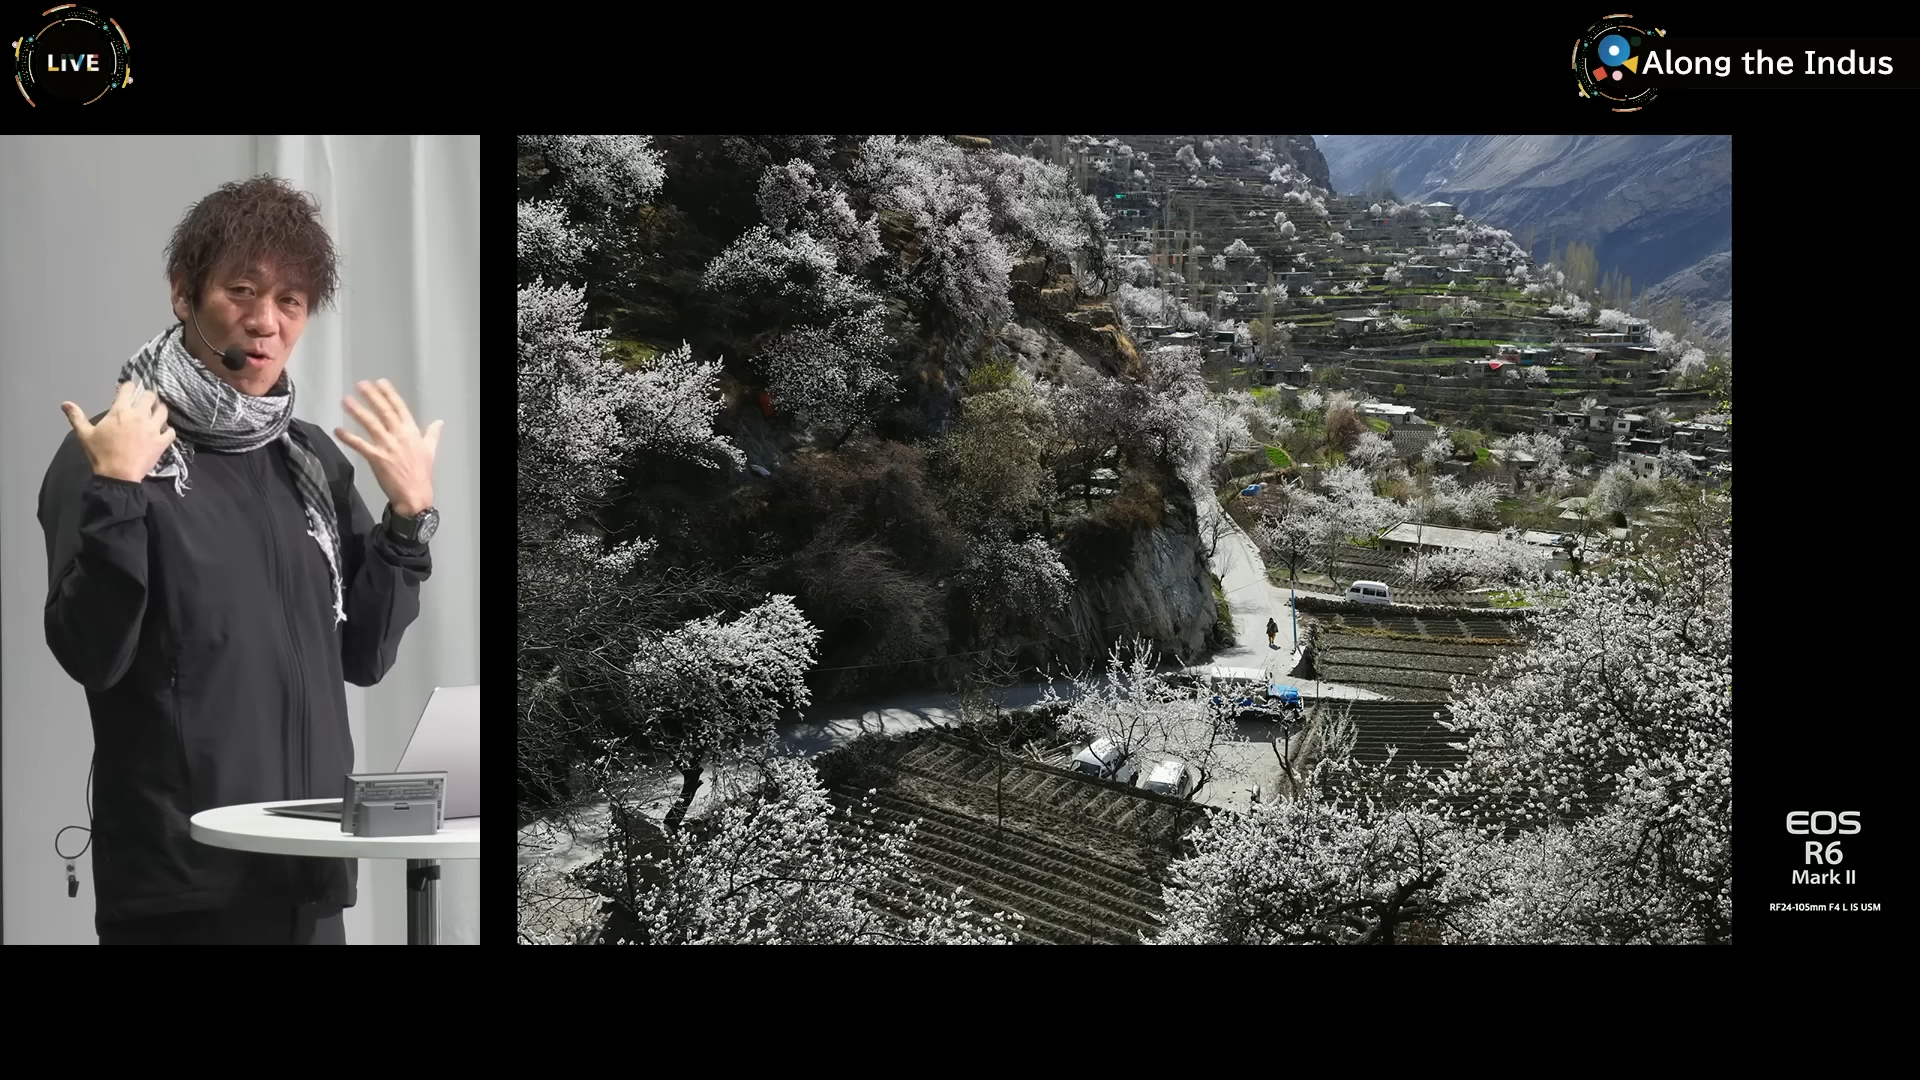 LiVE
Along the Indus
EOS
R6
Mark II
RF24-105mm F4 L IS USM